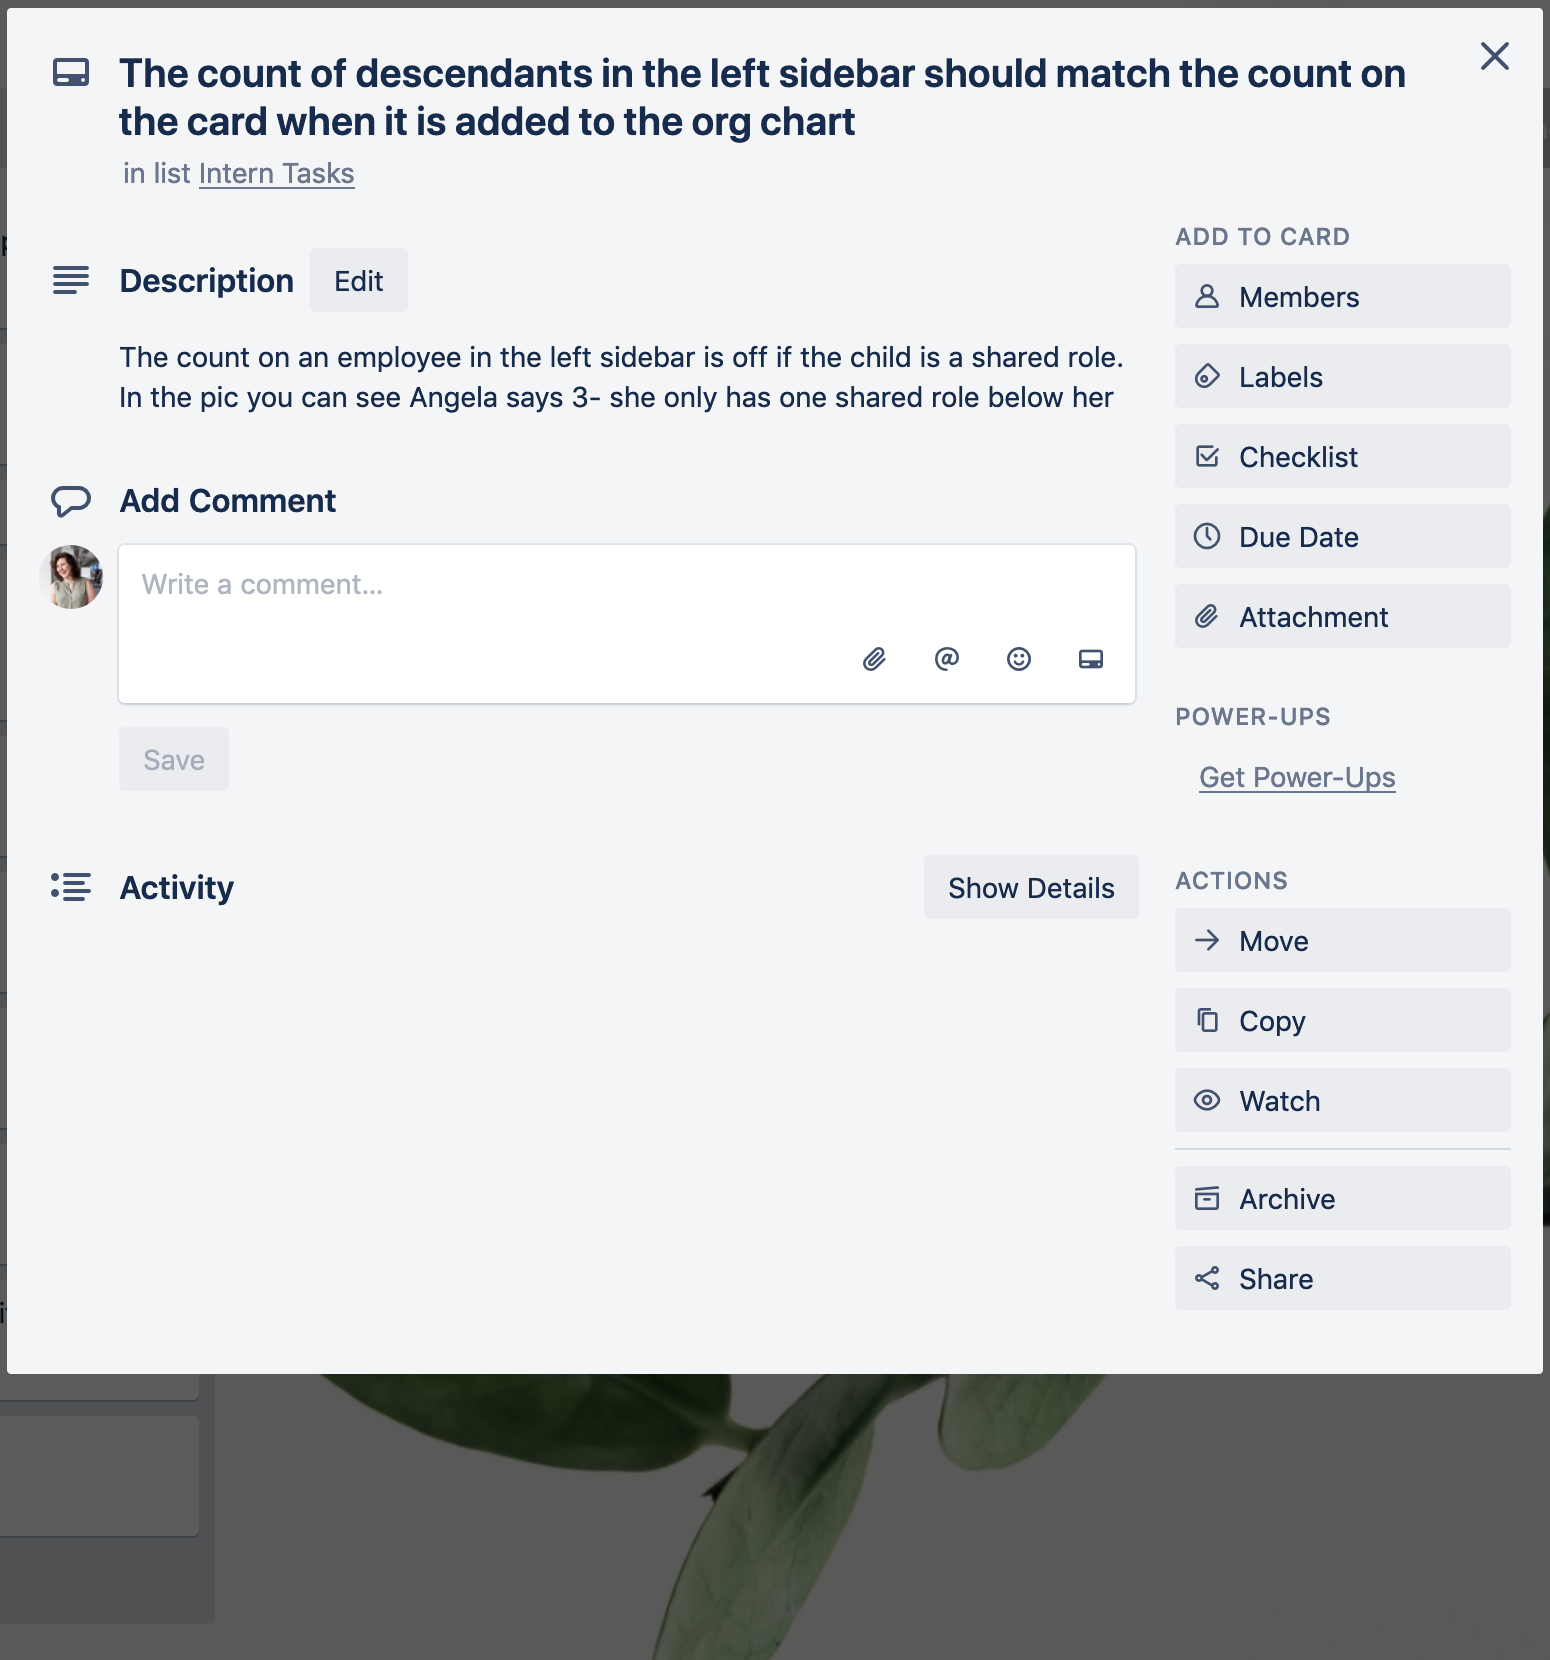 The count of descendants in the left sidebar should match the count on
the card when it is added to the org chart
in list Intern Tasks
Description
Edit
The count on an employee in the left sidebar is off if the child is a shared role.
In the pic you can see Angela says 3- she only has one shared role below her
Add Comment
Write a comment...
@
Save
Activity
Show Details
ADD TO CARD
Members
Labels
Checklist
Due Date
Attachment
POWER-UPS
Get Power-Ups
ACTIONS
Move
Copy
Watch
Archive
Share